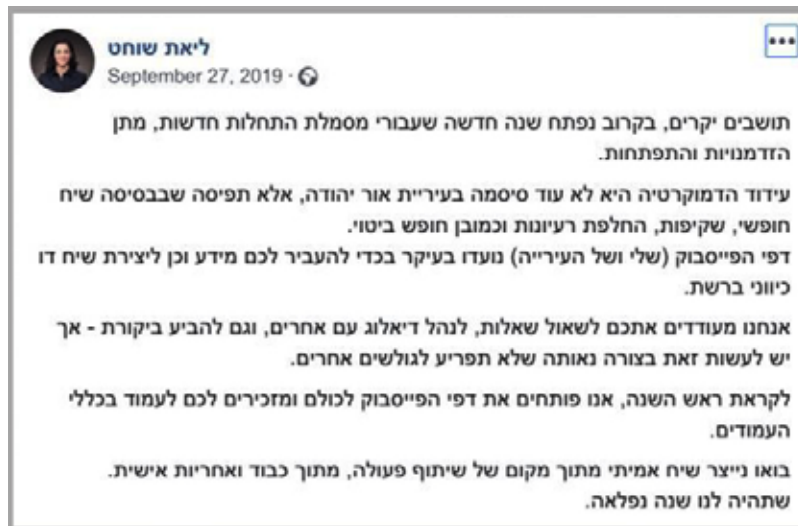 ליאת שוחט
September 27, 2019 ·
תושבים יקרים, בקרוב נפתח שנה חדשה שעבורי מסמלת התחלות חדשות, מתן
הזדמנויות והתפתחות.
עידוד הדמוקרטיה היא לא עוד סיסמה בעיריית אור יהודה, אלא תפיסה שבבסיסה שיח
חופשי, שקיפות, החלפת רעיונות וכמובן חופש ביטוי.
דפי הפייסבוק (שלי ושל העירייה) נועדו בעיקר בכדי להעביר לכם מידע וכן ליצירת שיח דו
כיווני ברשת.
אנחנו מעודדים אתכם לשאול שאלות, לנהל דיאלוג עם אחרים, וגם להביע ביקורת - אך
יש לעשות זאת בצורה נאותה שלא תפריע לגולשים אחרים.
לקראת ראש השנה, אנו פותחים את דפי הפייסבוק לכולם ומזכירים לכם לעמוד בכללי
העמודים.
בואו נייצר שיח אמיתי מתוך מקום של שיתוף פעולה, מתוך כבוד ואחריות אישית.
שתהיה לנו שנה נפלאה.